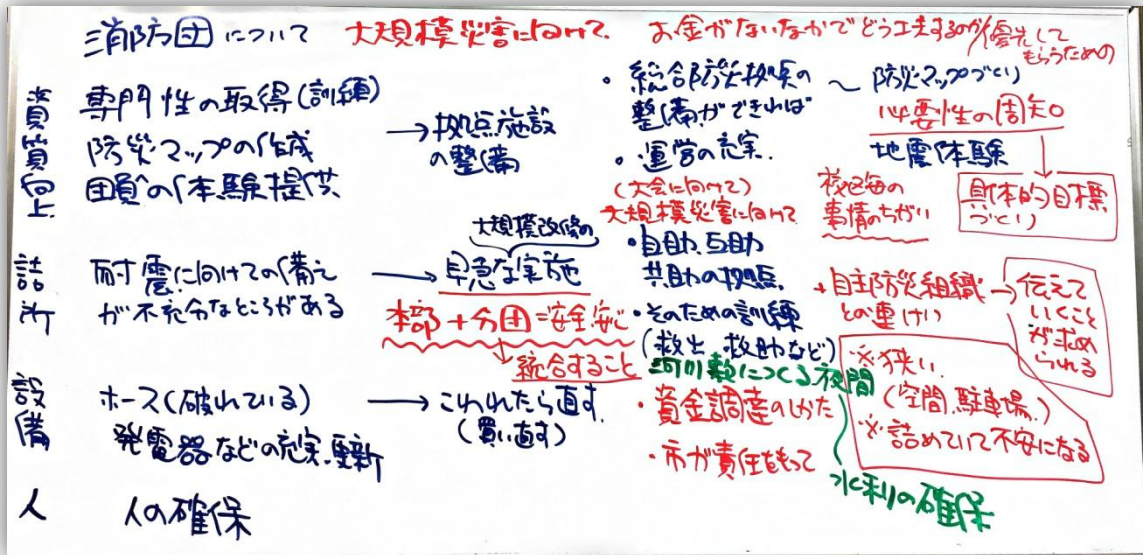 消防団について 大規模災害に向けて お金がないなかでどう工夫するのか/優先して
もらうための
資質向上
専門性の取得(訓練)
防災マップの作成
団員への体験提供
→拠点施設
の整備
・総合防災拠点の
整備ができれば
~防災マップづくり
必要性の周知
地震体験
具体的目標
づくり
・運営の充実
(大会に向けて)
大規模災害に向けて
校区毎の
事情のちがい
・自助、互助
共助の拠点
・そのための訓練
(救出、救助など)
+自主防災組織
との連けい
→伝えて
いくこと
が求め
られる
詰所
耐震に向けての備え
が不充分なところがある
大規模改修の
→早急な実施
本部+分団=安全安心
→統合すること
河川敷につくる夜間
水利の確保
※狭い
(空間、駐車場)
※詰めていて不安になる
設備
ホース(破れている)
発電器などの充実、更新
→こわれたら直す
(買い直す)
・資金調達のしかた
・市が責任をもって
人
人の確保